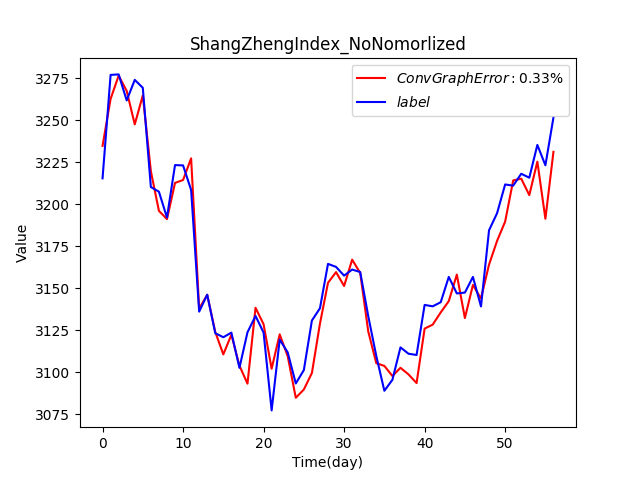 ShangZhengIndex_NoNomorlized
ConvGraphError: 0.33%
label
3275
3250
3225
3200
3175
3150
3125
3100
3075
Value
0 10 20 30 40 50
Time(day)